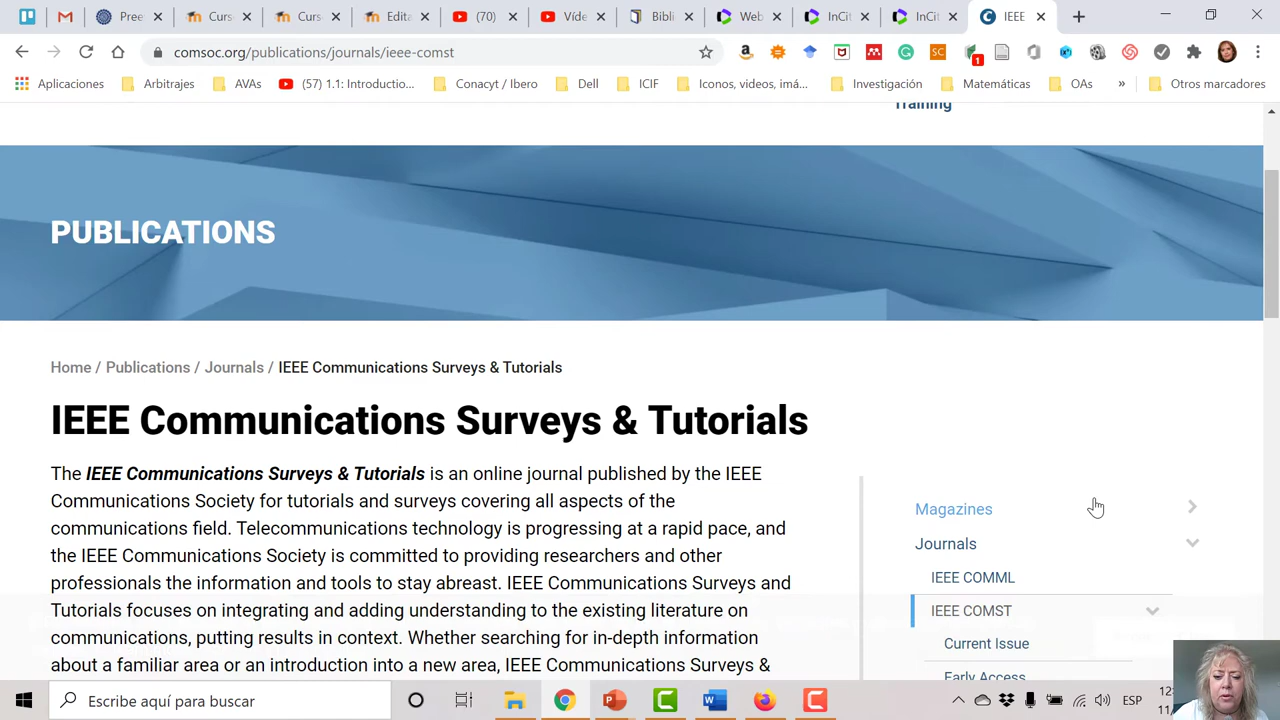 Pree
Curs
Curs
Edita
(70)
Víde
Bibli
Web
InCit
InCit
IEEE
comsoc.org/publications/journals/ieee-comst
Aplicaciones
Arbitrajes
AVAs
(57) 1.1: Introductio...
Conacyt / Ibero
Dell
ICIF
Iconos, videos, imá...
Investigación
Matemáticas
OAs
»
Otros marcadores
SC
1
Training
PUBLICATIONS
Home / Publications / Journals / IEEE Communications Surveys & Tutorials
IEEE Communications Surveys & Tutorials
The IEEE Communications Surveys & Tutorials is an online journal published by the IEEE
Communications Society for tutorials and surveys covering all aspects of the
communications field. Telecommunications technology is progressing at a rapid pace, and
the IEEE Communications Society is committed to providing researchers and other
professionals the information and tools to stay abreast. IEEE Communications Surveys and
Tutorials focuses on integrating and adding understanding to the existing literature on
communications, putting results in context. Whether searching for in-depth information
about a familiar area or an introduction into a new area, IEEE Communications Surveys &
Magazines
Journals
IEEE COMML
IEEE COMST
Current Issue
Early Access
Escribe aquí para buscar
ESP